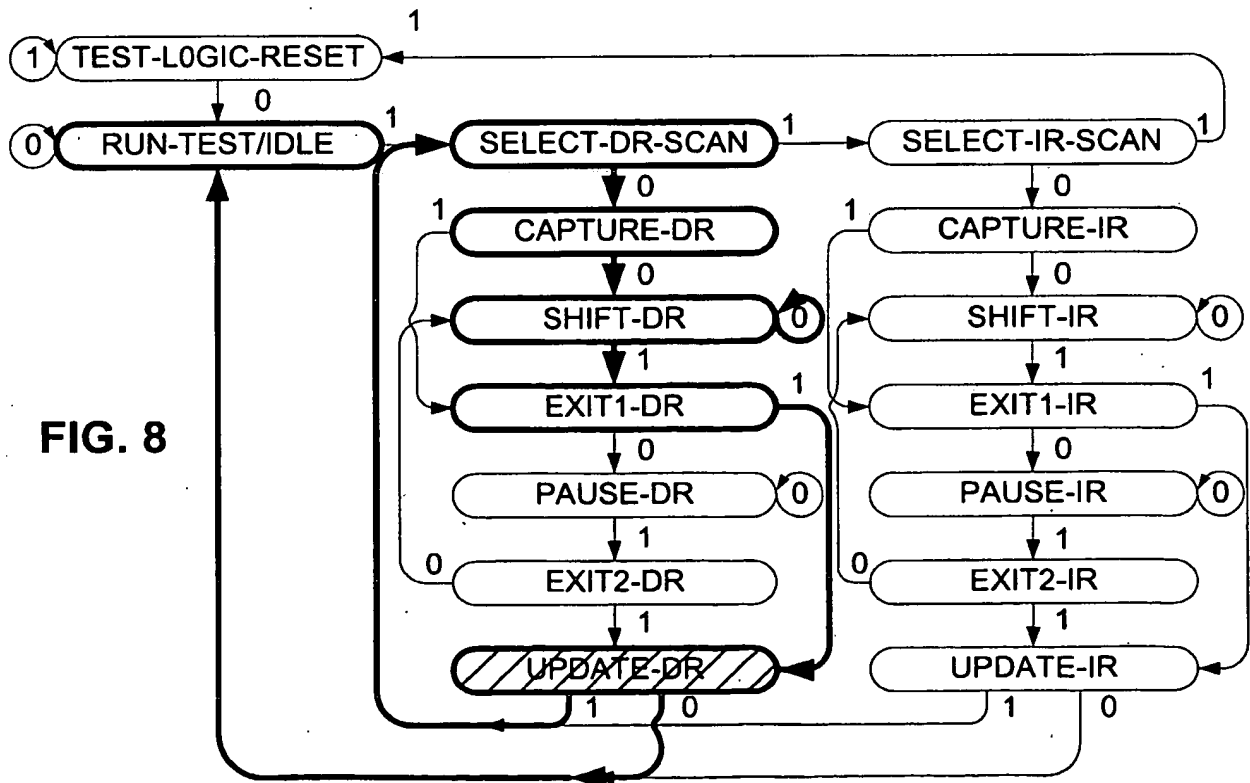 1
1 TEST-L0GIC-RESET
0
0 RUN-TEST/IDLE 1 SELECT-DR-SCAN 1 SELECT-IR-SCAN 1
0 0
1 CAPTURE-DR 1 CAPTURE-IR
0 0
SHIFT-DR 0 SHIFT-IR 0
1 1
EXIT1-DR 1 EXIT1-IR 1
FIG. 8
0 0
PAUSE-DR 0 PAUSE-IR 0
1 1
0 EXIT2-DR 0 EXIT2-IR
1 1
UPDATE-DR UPDATE-IR
1 0 1 0